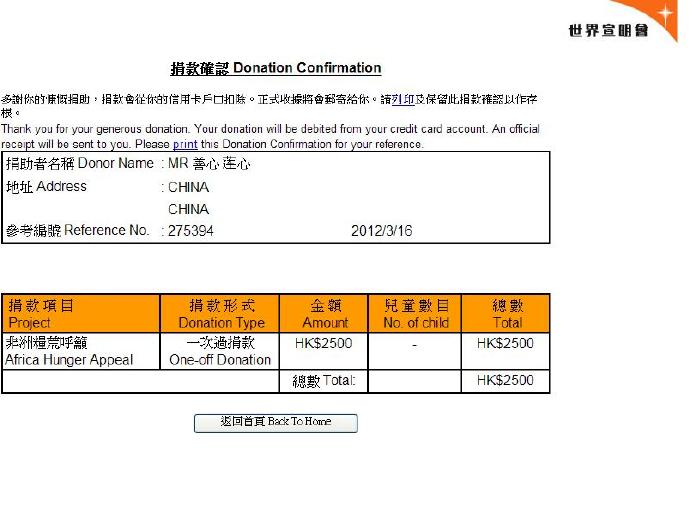 世界宣明會
捐款確認 Donation Confirmation
多謝你的慷慨捐助，捐款會從你的信用卡戶口扣除。正式收據將會郵寄給你。請列印及保留此捐款確認以作存
根。
Thank you for your generous donation. Your donation will be debited from your credit card account. An official
receipt will be sent to you. Please print this Donation Confirmation for your reference.
捐助者名稱 Donor Name : MR 善心 莲心
地址 Address : CHINA
CHINA
參考編號 Reference No. : 275394 2012/3/16
捐款項目 捐款形式 金額 兒童數目 總數
Project Donation Type Amount No. of child Total
非洲糧荒呼籲 一次過捐款 HK$2500 - HK$2500
Africa Hunger Appeal One-off Donation
總數 Total: HK$2500
返回首頁 Back To Home